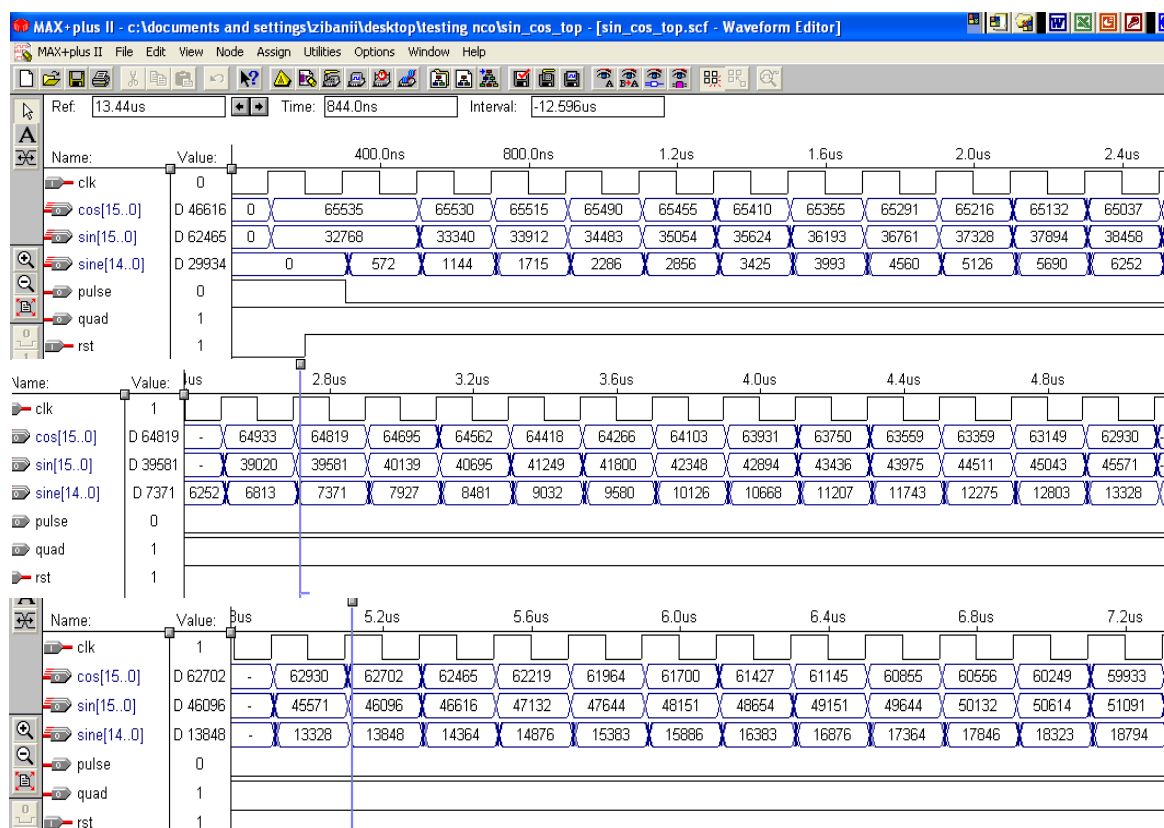 MAX+plus II - c:\documents and settings\zibanii\desktop\testing nco\sin_cos_top - [sin_cos_top.scf - Waveform Editor]
MAX+plus II File Edit View Node Assign Utilities Options Window Help
Ref: 13.44us Time: 844.0ns Interval: -12.596us
Name: Value: 400.0ns 800.0ns 1.2us 1.6us 2.0us 2.4us
clk 0
cos[15..0] D 46616 0 65535 65530 65515 65490 65455 65410 65355 65291 65216 65132 65037
sin[15..0] D 62465 0 32768 33340 33912 34483 35054 35624 36193 36761 37328 37894 38458
sine[14..0] D 29934 0 572 1144 1715 2286 2856 3425 3993 4560 5126 5690 6252
pulse 0
quad 1
rst 1
Name: Value: us 2.8us 3.2us 3.6us 4.0us 4.4us 4.8us
clk 1
cos[15..0] D 64819 - 64933 64819 64695 64562 64418 64266 64103 63931 63750 63559 63359 63149 62930
sin[15..0] D 39581 - 39020 39581 40139 40695 41249 41800 42348 42894 43436 43975 44511 45043 45571
sine[14..0] D 7371 6252 6813 7371 7927 8481 9032 9580 10126 10668 11207 11743 12275 12803 13328
pulse 0
quad 1
rst 1
Name: Value: 8us 5.2us 5.6us 6.0us 6.4us 6.8us 7.2us
clk 1
cos[15..0] D 62702 - 62930 62702 62465 62219 61964 61700 61427 61145 60855 60556 60249 59933
sin[15..0] D 46096 - 45571 46096 46616 47132 47644 48151 48654 49151 49644 50132 50614 51091
sine[14..0] D 13848 - 13328 13848 14364 14876 15383 15886 16383 16876 17364 17846 18323 18794
pulse 0
quad 1
rst 1